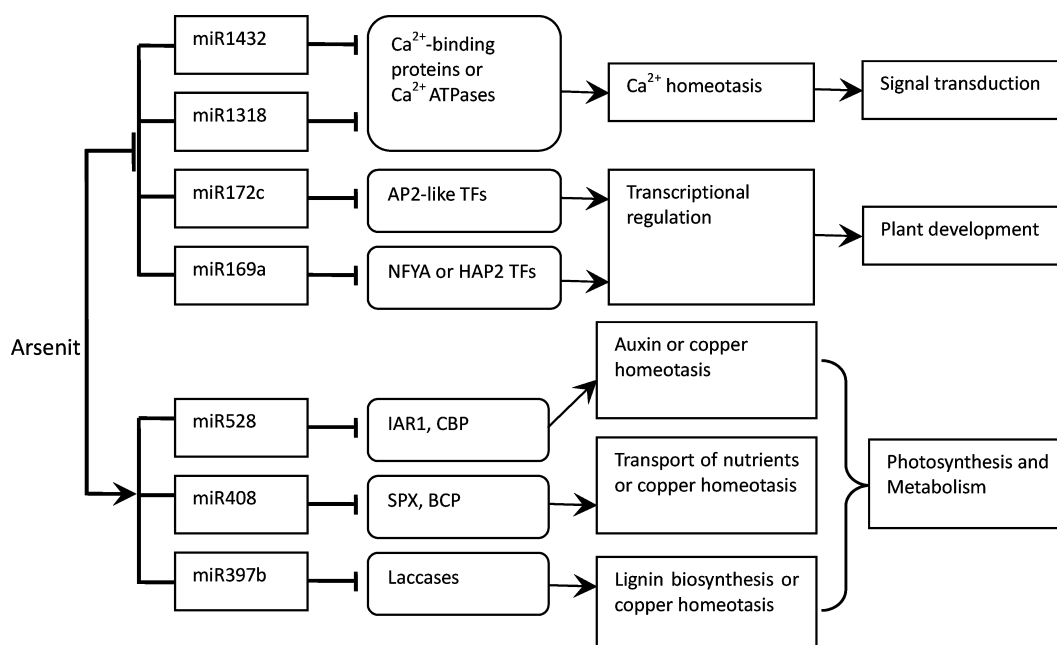 miR1432
Ca²⁺-binding
proteins or
Ca²⁺ ATPases
Ca²⁺ homeotasis
Signal transduction
miR1318
miR172c
AP2-like TFs
Transcriptional
regulation
Plant development
miR169a
NFYA or HAP2 TFs
Arsenit
Auxin or copper
homeotasis
miR528
IAR1, CBP
Transport of nutrients
or copper homeotasis
Photosynthesis and
Metabolism
miR408
SPX, BCP
miR397b
Laccases
Lignin biosynthesis or
copper homeotasis